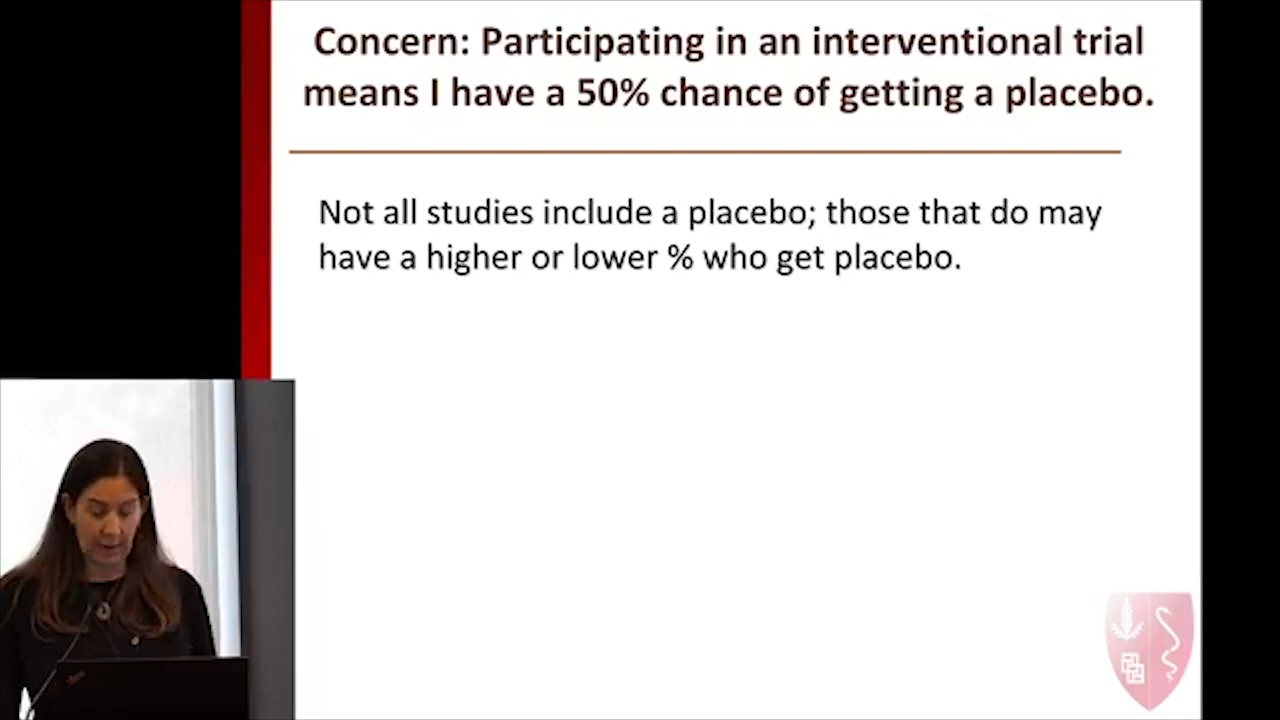 Concern: Participating in an interventional trial
means I have a 50% chance of getting a placebo.
Not all studies include a placebo; those that do may
have a higher or lower % who get placebo.